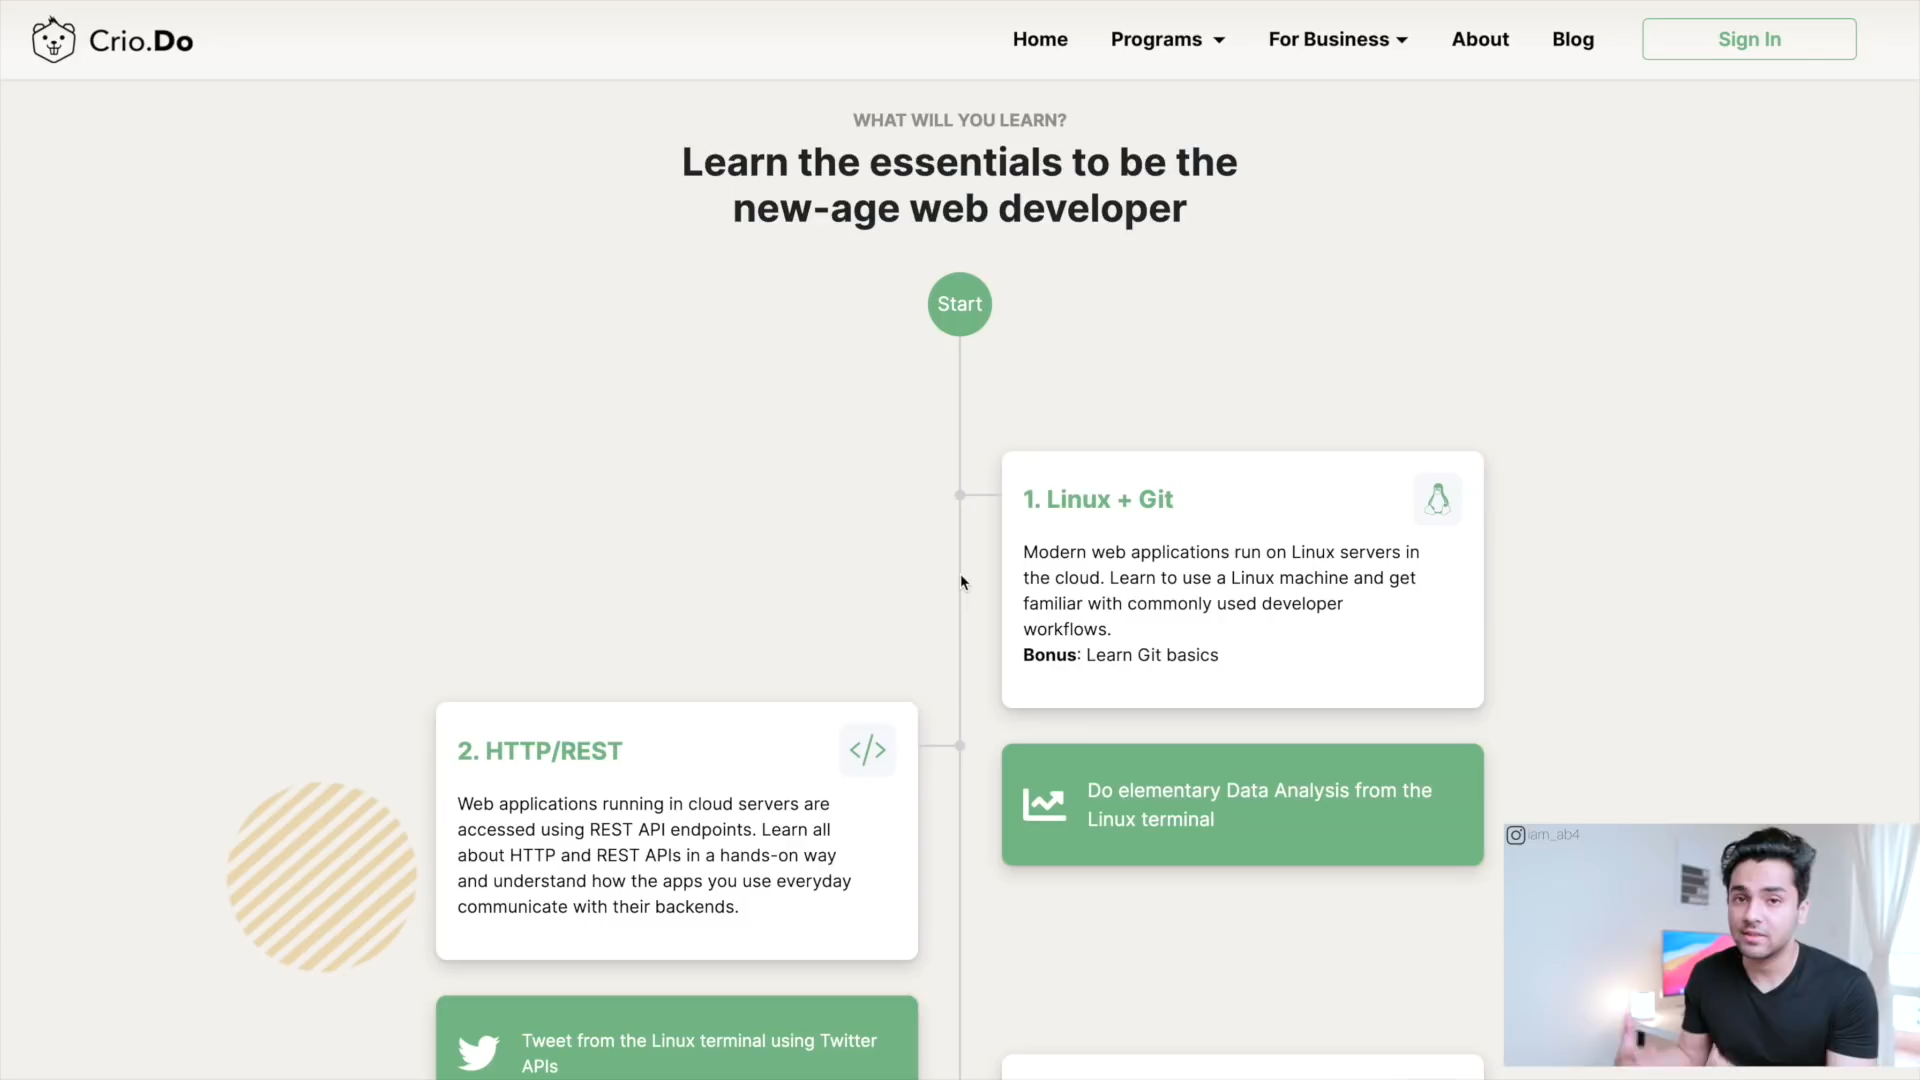 Crio.Do
Home
Programs
For Business
About
Blog
Sign In
WHAT WILL YOU LEARN?
Learn the essentials to be the
new-age web developer
Start
1. Linux + Git
Modern web applications run on Linux servers in
the cloud. Learn to use a Linux machine and get
familiar with commonly used developer
workflows.
Bonus: Learn Git basics
2. HTTP/REST
</>
Web applications running in cloud servers are
accessed using REST API endpoints. Learn all
about HTTP and REST APIs in a hands-on way
and understand how the apps you use everyday
communicate with their backends.
Do elementary Data Analysis from the
Linux terminal
Tweet from the Linux terminal using Twitter
APIs
iam_ab4